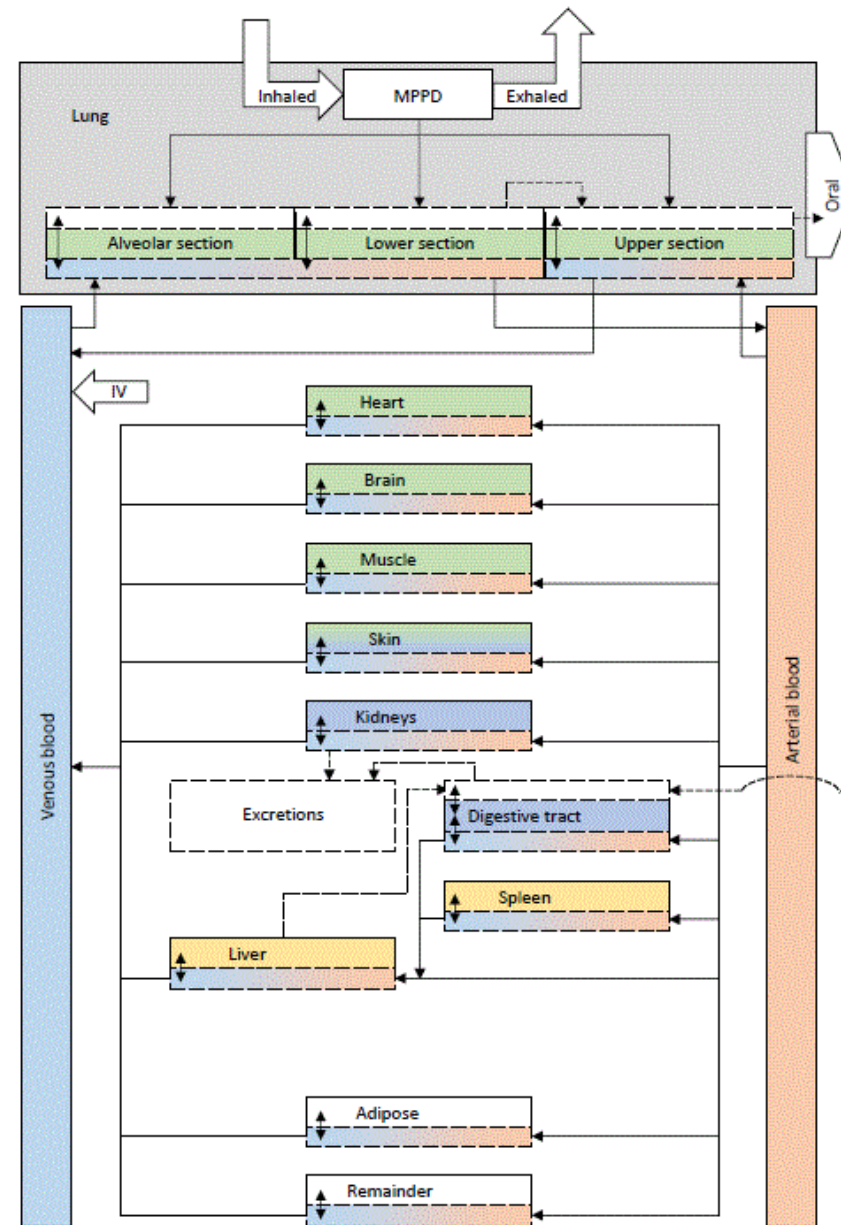 Inhaled
MPPD
Exhaled
Lung
Oral
Alveolar section
Lower section
Upper section
IV
Heart
Brain
Muscle
Skin
Kidneys
Venous blood
Arterial blood
Excretions
Digestive tract
Spleen
Liver
Adipose
Remainder